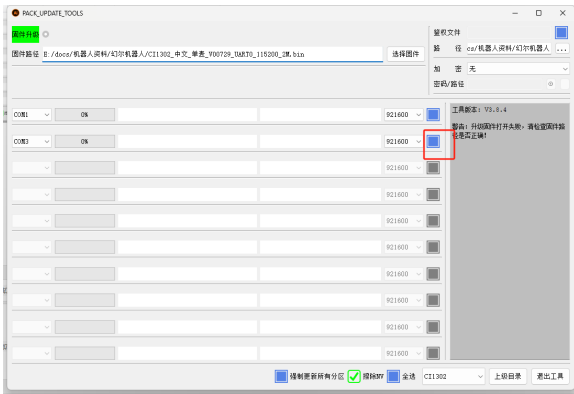 PACK_UPDATE_TOOLS
固件升级
固件路径 E:/docs/机器人资料/幻尔机器人/CI1302_中文_单麦_V00729_UART0_115200_2M.bin 选择固件
鉴权文件
路 径 cs/机器人资料/幻尔机器人 ...
加 密 无
密码/路径
COM1 0% 921600
COM3 0% 921600
921600
921600
921600
921600
921600
921600
921600
921600
工具版本: V3.8.4
警告: 升级固件打开失败, 请检查固件路径是否正确!
强制更新所有分区 擦除NV 全选 CI1302 上级目录 退出工具